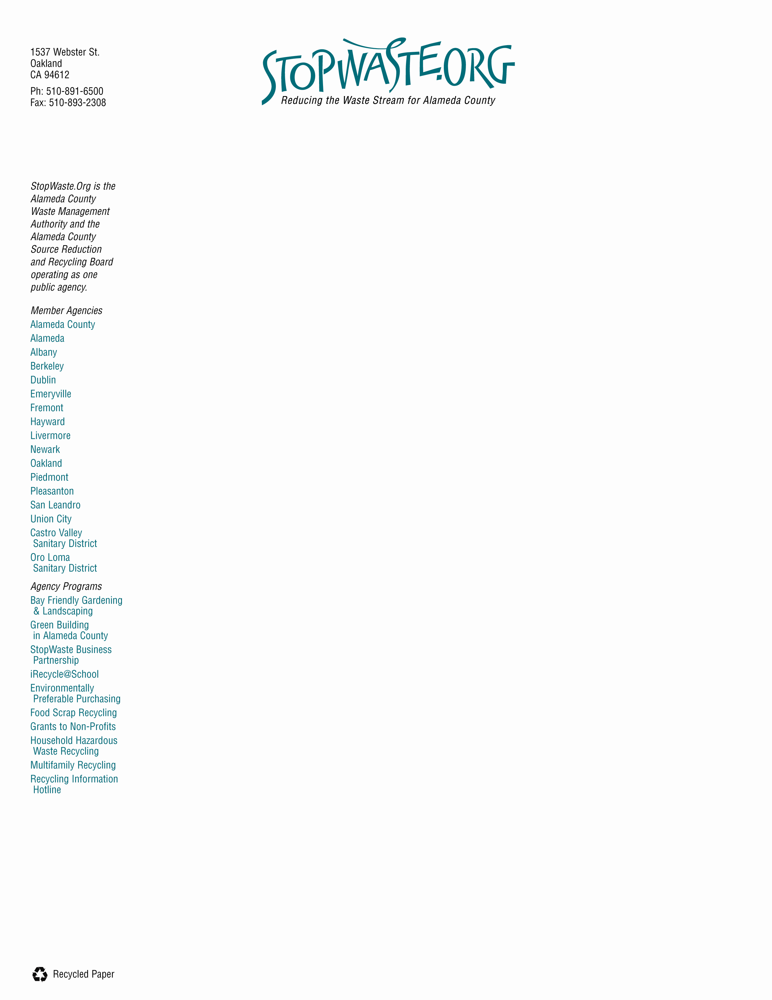 1537 Webster St.
Oakland
CA 94612
Ph: 510-891-6500
Fax: 510-893-2308
STOPWASTE.ORG
Reducing the Waste Stream for Alameda County
StopWaste.Org is the
Alameda County
Waste Management
Authority and the
Alameda County
Source Reduction
and Recycling Board
operating as one
public agency.
Member Agencies
Alameda County
Alameda
Albany
Berkeley
Dublin
Emeryville
Fremont
Hayward
Livermore
Newark
Oakland
Piedmont
Pleasanton
San Leandro
Union City
Castro Valley
Sanitary District
Oro Loma
Sanitary District
Agency Programs
Bay Friendly Gardening
& Landscaping
Green Building
in Alameda County
StopWaste Business
Partnership
iRecycle@School
Environmentally
Preferable Purchasing
Food Scrap Recycling
Grants to Non-Profits
Household Hazardous
Waste Recycling
Multifamily Recycling
Recycling Information
Hotline
Recycled Paper